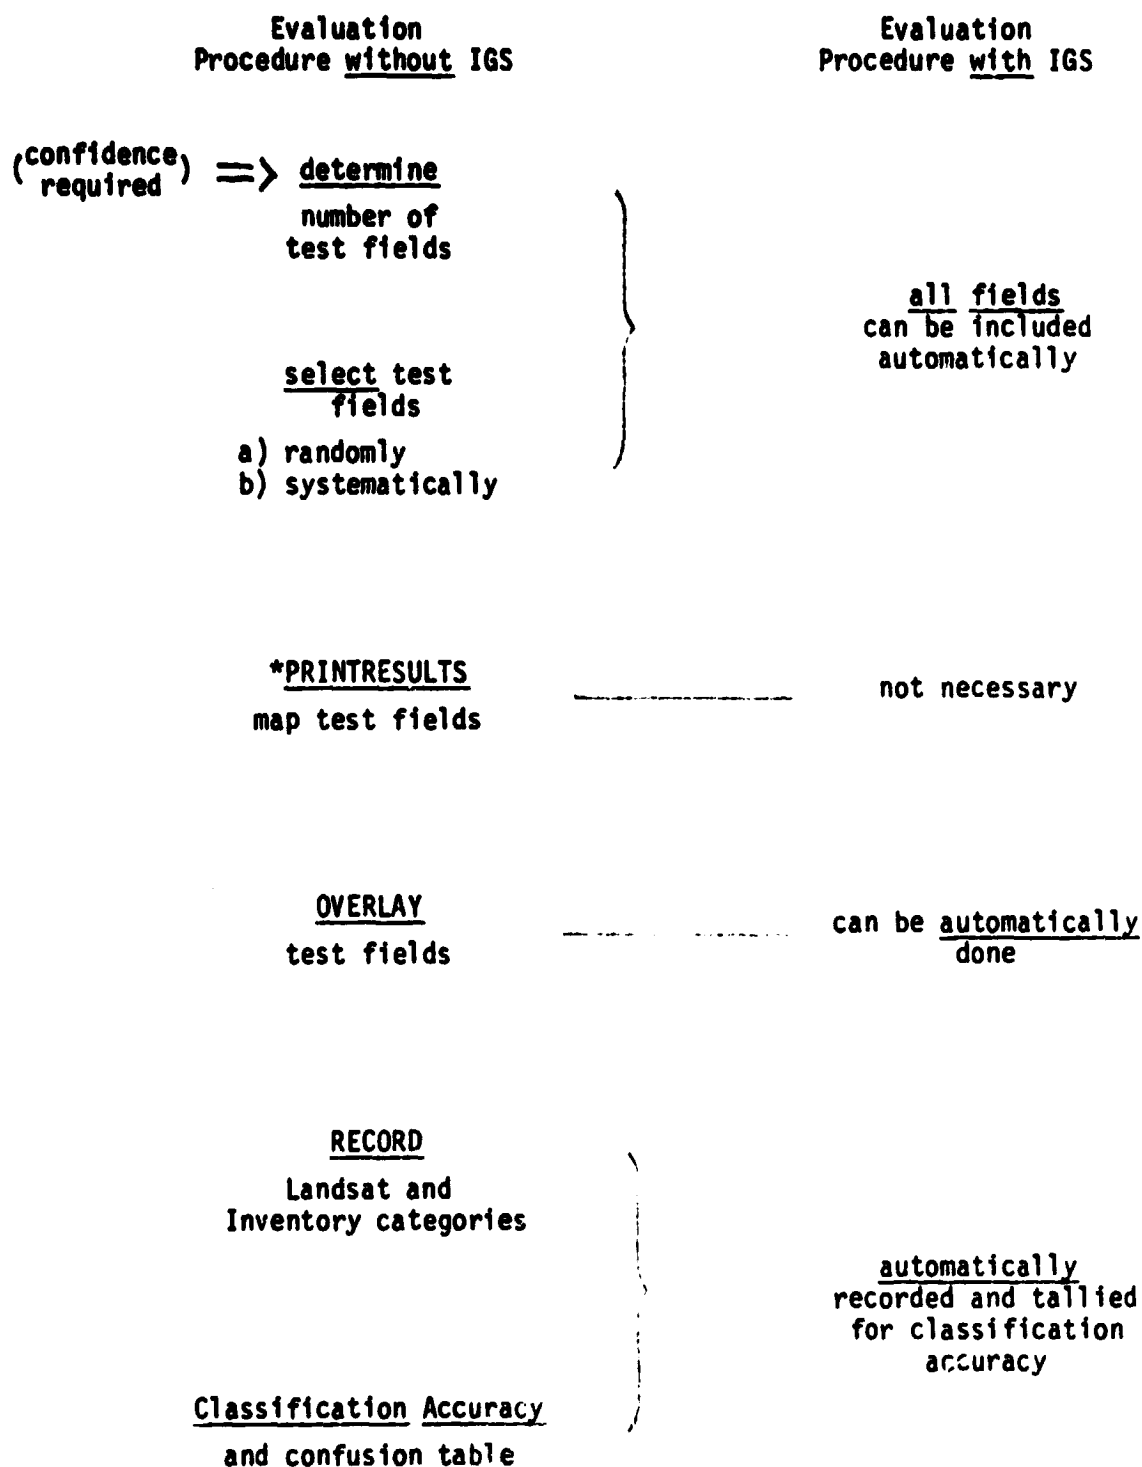 Evaluation
Procedure without IGS
Evaluation
Procedure with IGS
(confidence required) => determine
number of
test fields
select test
fields
a) randomly
b) systematically
all fields
can be included
automatically
*PRINTRESULTS
map test fields
not necessary
OVERLAY
test fields
can be automatically
done
RECORD
Landsat and
Inventory categories
Classification Accuracy
and confusion table
automatically
recorded and tallied
for classification
accuracy